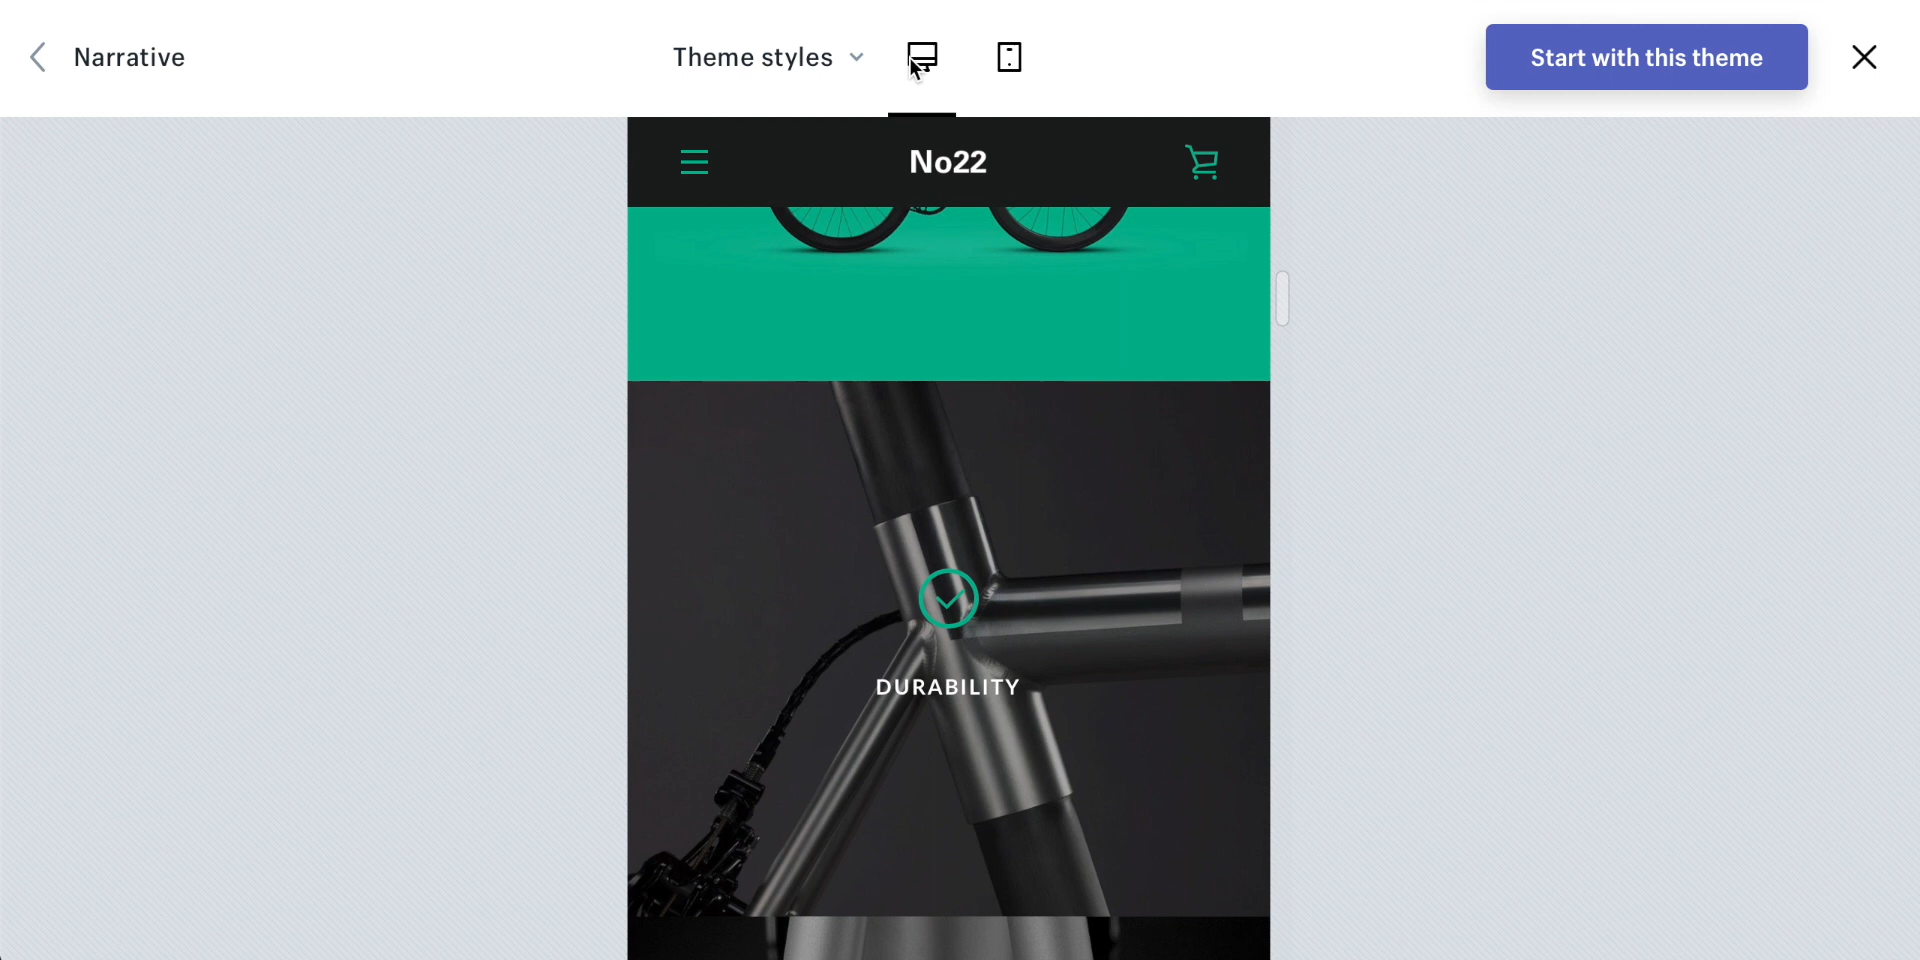 Narrative
Theme styles
Start with this theme
No22
DURABILITY